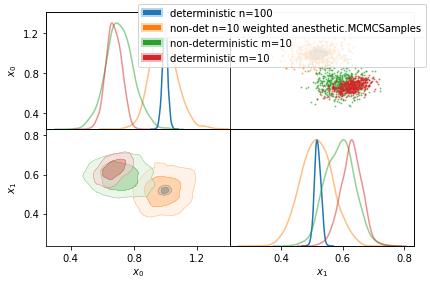 deterministic n=100
non-det n=10 weighted anesthetic.MCMCSamples
non-deterministic m=10
deterministic m=10
1.2
0.8
0.4
x₀
0.8
0.6
0.4
x₁
0.4 0.8 1.2
0.4 0.6 0.8
x₀
x₁